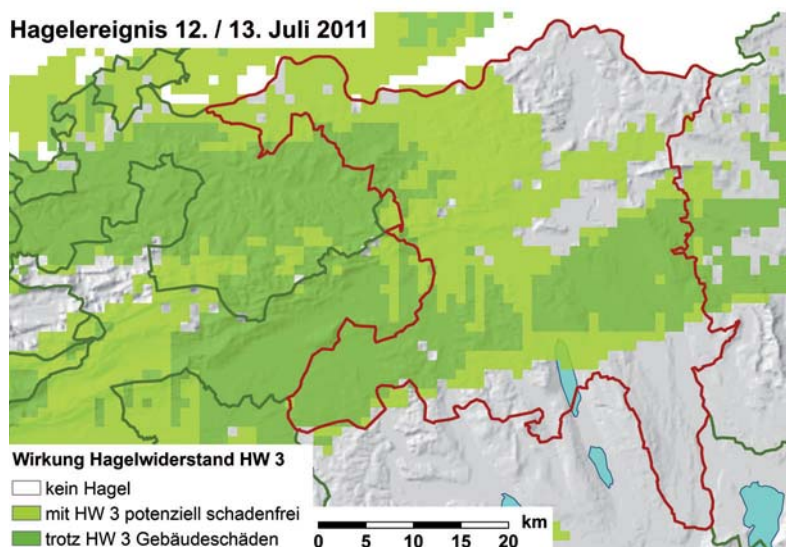 Hagelereignis 12. / 13. Juli 2011
Wirkung Hagelwiderstand HW 3
kein Hagel
mit HW 3 potenziell schadenfrei
trotz HW 3 Gebäudeschäden
km
0 5 10 15 20